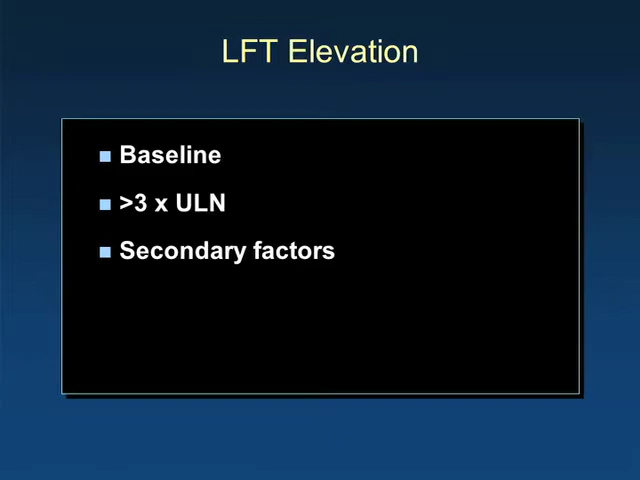 LFT Elevation
Baseline
>3 x ULN
Secondary factors